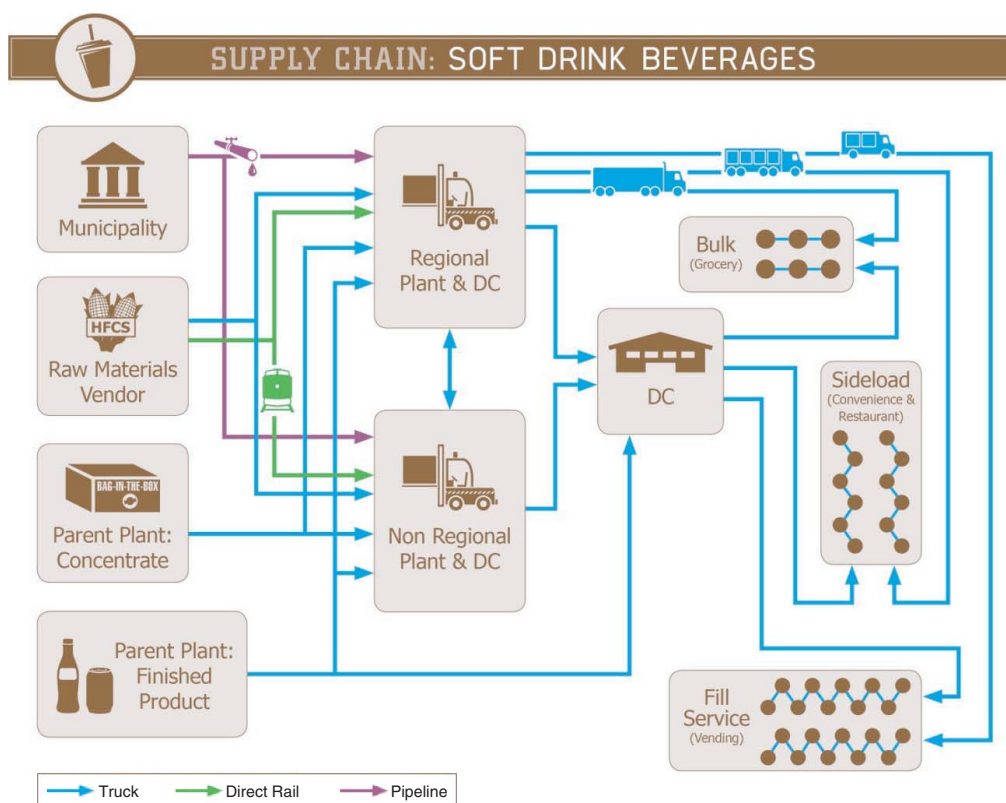 SUPPLY CHAIN: SOFT DRINK BEVERAGES
Municipality
HFCS
Raw Materials
Vendor
BAG-IN-THE-BOX
Parent Plant:
Concentrate
Parent Plant:
Finished
Product
Regional
Plant & DC
Non Regional
Plant & DC
DC
Bulk
(Grocery)
Sideload
(Convenience &
Restaurant)
Fill
Service
(Vending)
Truck
Direct Rail
Pipeline